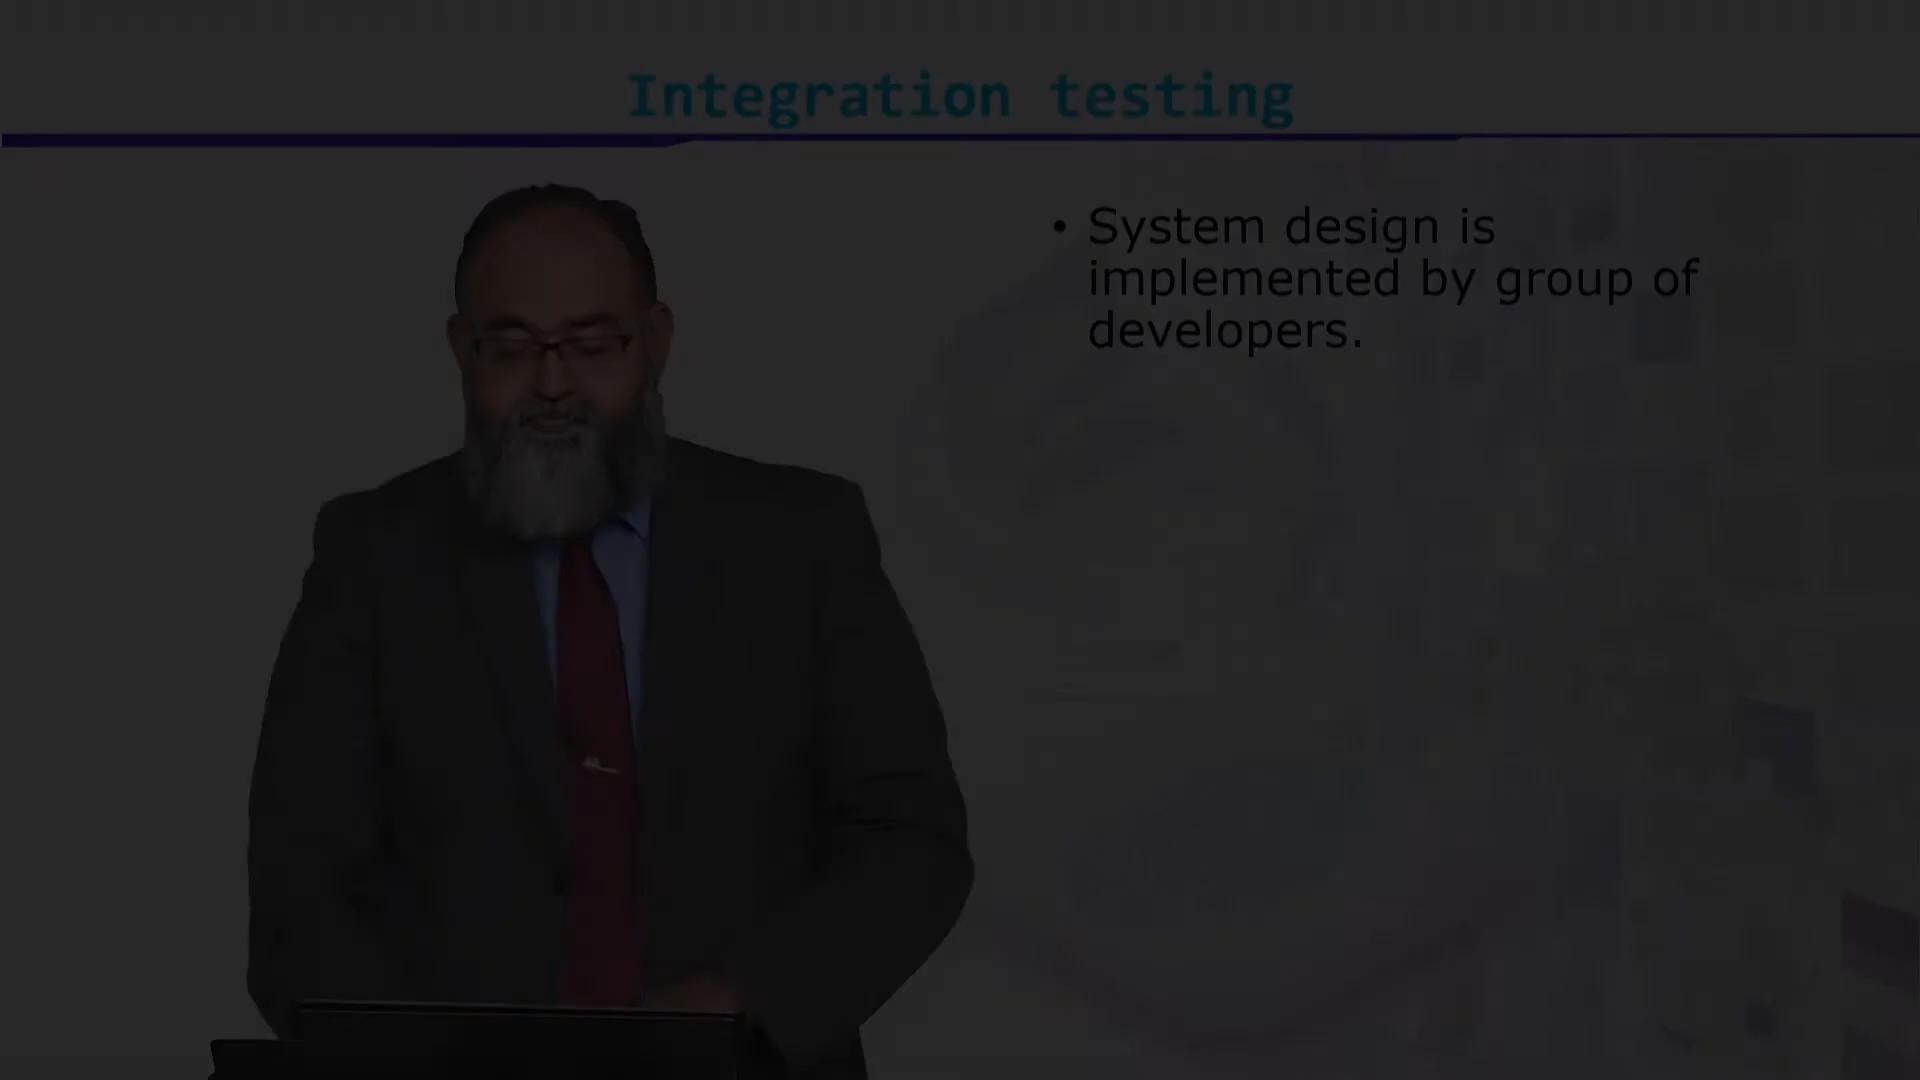 Integration testing
• System design is
implemented by group of
developers.